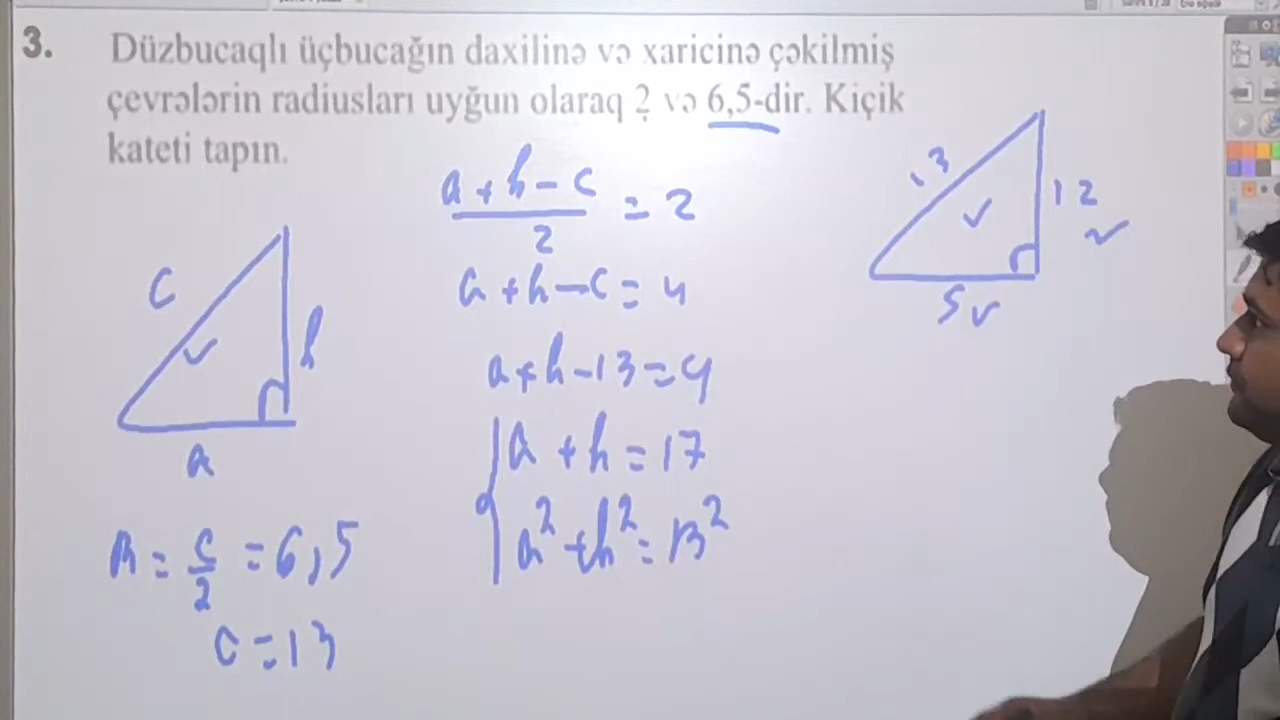 3. Düzbucaqlı üçbucağın daxilinə və xaricinə çəkilmiş
çevrələrin radiusları uyğun olaraq 2 və 6,5-dir. Kiçik
kateti tapın.
c
h
a
R = c/2 = 6,5
c = 13
(a + h - c)/2 = 2
a + h - c = 4
a + h - 13 = 4
a + h = 17
a² + h² = 13²
13
12
5